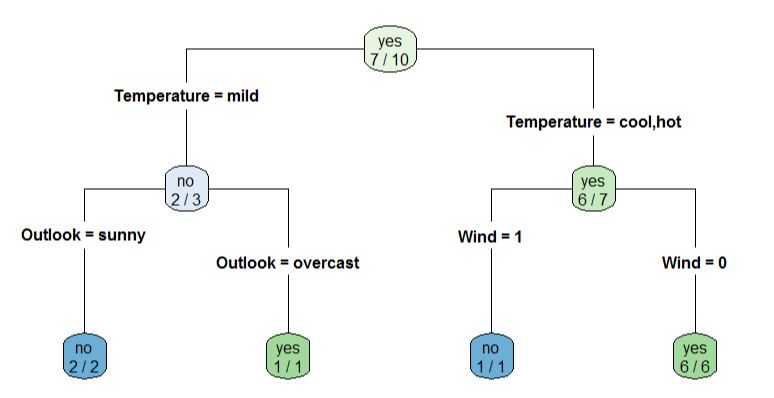 yes
7 / 10
Temperature = mild
Temperature = cool,hot
no
2 / 3
yes
6 / 7
Outlook = sunny
Outlook = overcast
Wind = 1
Wind = 0
no
2 / 2
yes
1 / 1
no
1 / 1
yes
6 / 6